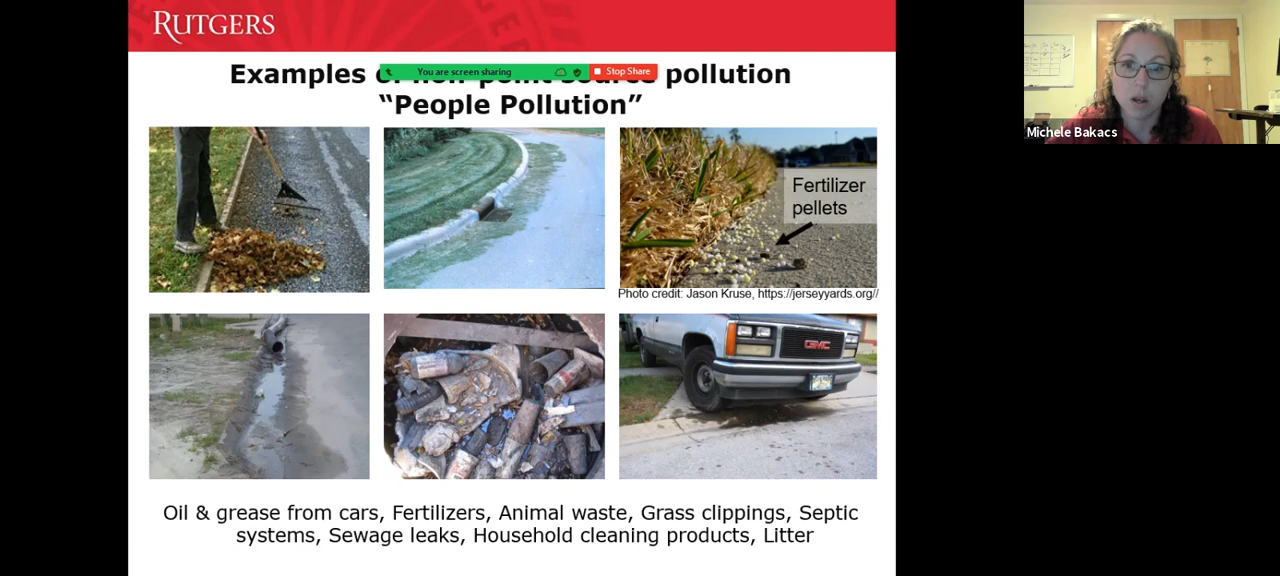 RUTGERS
Examples pollution
You are screen sharing
Stop Share
“People Pollution”
Fertilizer
pellets
Photo credit: Jason Kruse, https://jerseyyards.org//
GMC
Oil & grease from cars, Fertilizers, Animal waste, Grass clippings, Septic
systems, Sewage leaks, Household cleaning products, Litter
Michele Bakacs